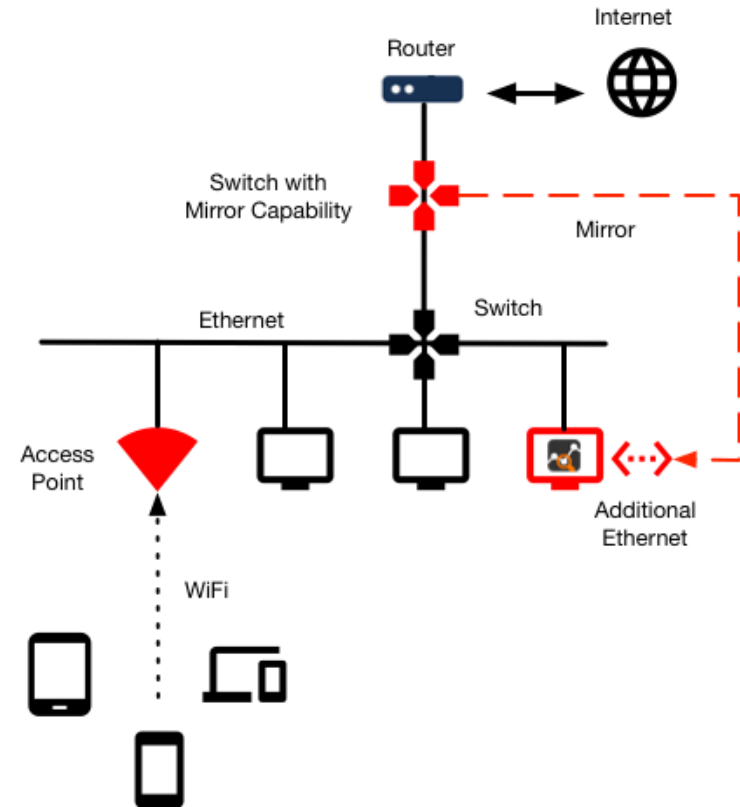 Internet
Router
Switch with
Mirror Capability
Mirror
Switch
Ethernet
Access
Point
Additional
Ethernet
WiFi